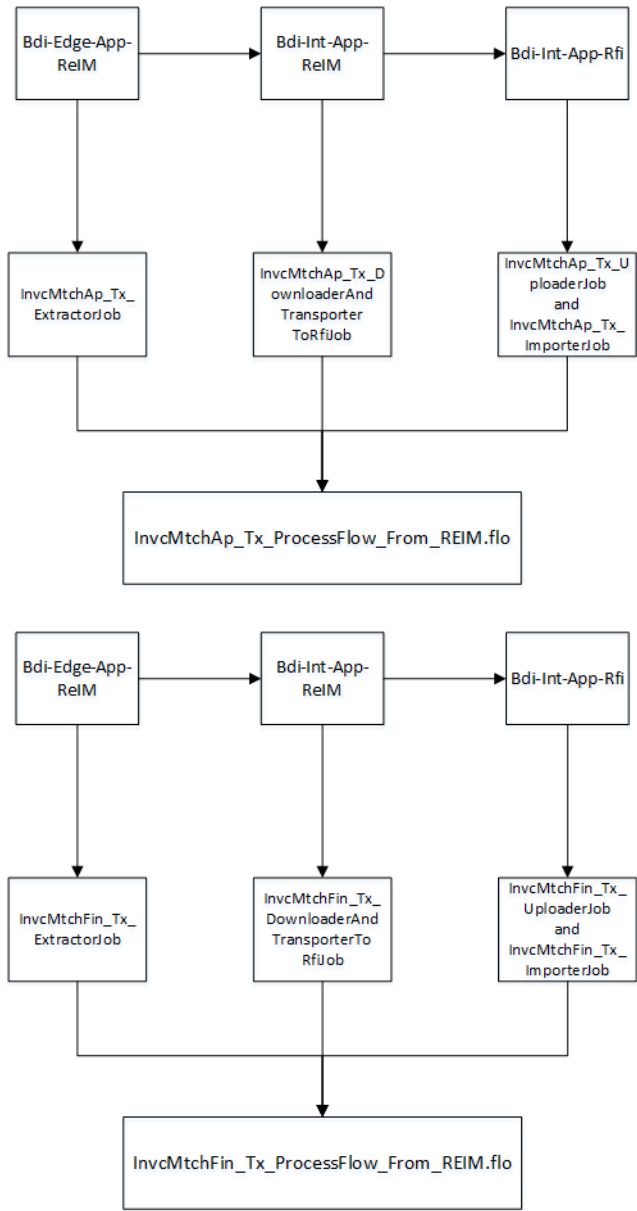 Bdi-Edge-App-
ReIM
Bdi-Int-App-
ReIM
Bdi-Int-App-Rfi
InvcMtchAp_Tx_
ExtractorJob
InvcMtchAp_Tx_D
ownloaderAnd
Transporter
ToRfiJob
InvcMtchAp_Tx_U
ploaderJob
and
InvcMtchAp_Tx_
ImporterJob
InvcMtchAp_Tx_ProcessFlow_From_REIM.flo
Bdi-Edge-App-
ReIM
Bdi-Int-App-
ReIM
Bdi-Int-App-Rfi
InvcMtchFin_Tx_
ExtractorJob
InvcMtchFin_Tx_
DownloaderAnd
TransporterTo
RfiJob
InvcMtchFin_Tx_
UploaderJob
and
InvcMtchFin_Tx_
ImporterJob
InvcMtchFin_Tx_ProcessFlow_From_REIM.flo